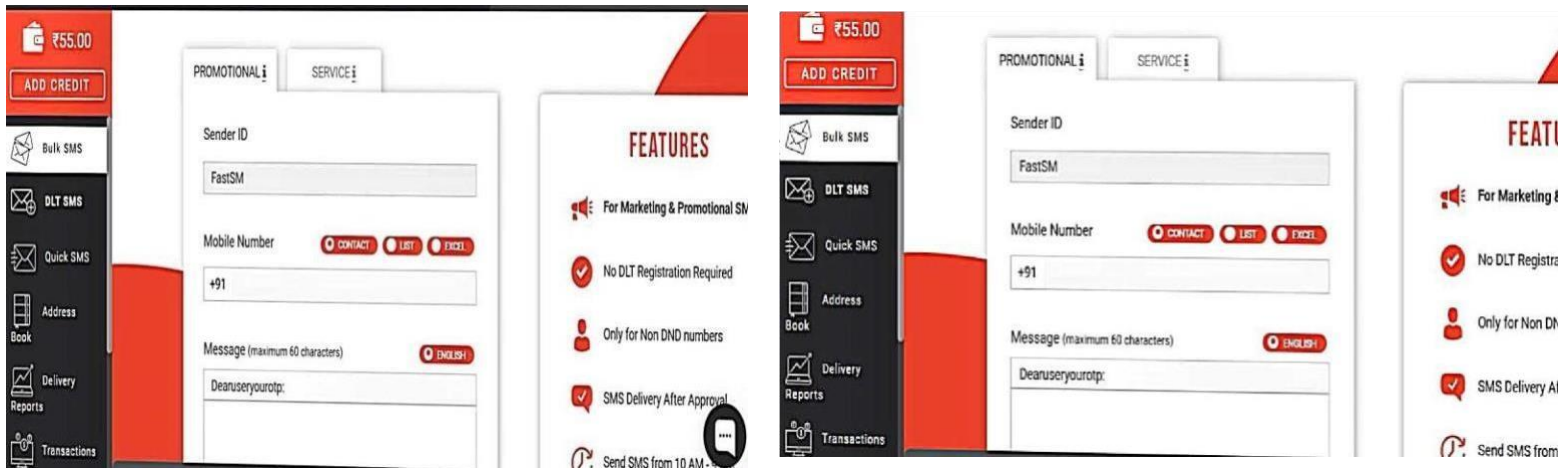 ₹55.00
ADD CREDIT
Bulk SMS
DLT SMS
Quick SMS
Address
Book
Delivery
Reports
Transactions
PROMOTIONAL i
SERVICE i
Sender ID
FastSM
Mobile Number
CONTACT
LIST
EXCEL
+91
Message (maximum 60 characters)
ENGLISH
Dearuseryourotp:
FEATURES
For Marketing & Promotional SM
No DLT Registration Required
Only for Non DND numbers
SMS Delivery After Approval
Send SMS from 10 AM -
₹55.00
ADD CREDIT
Bulk SMS
DLT SMS
Quick SMS
Address
Book
Delivery
Reports
Transactions
PROMOTIONAL i
SERVICE i
Sender ID
FastSM
Mobile Number
CONTACT
LIST
EXCEL
+91
Message (maximum 60 characters)
ENGLISH
Dearuseryourotp:
FEATU
For Marketing &
No DLT Registra
Only for Non DN
SMS Delivery Af
Send SMS from